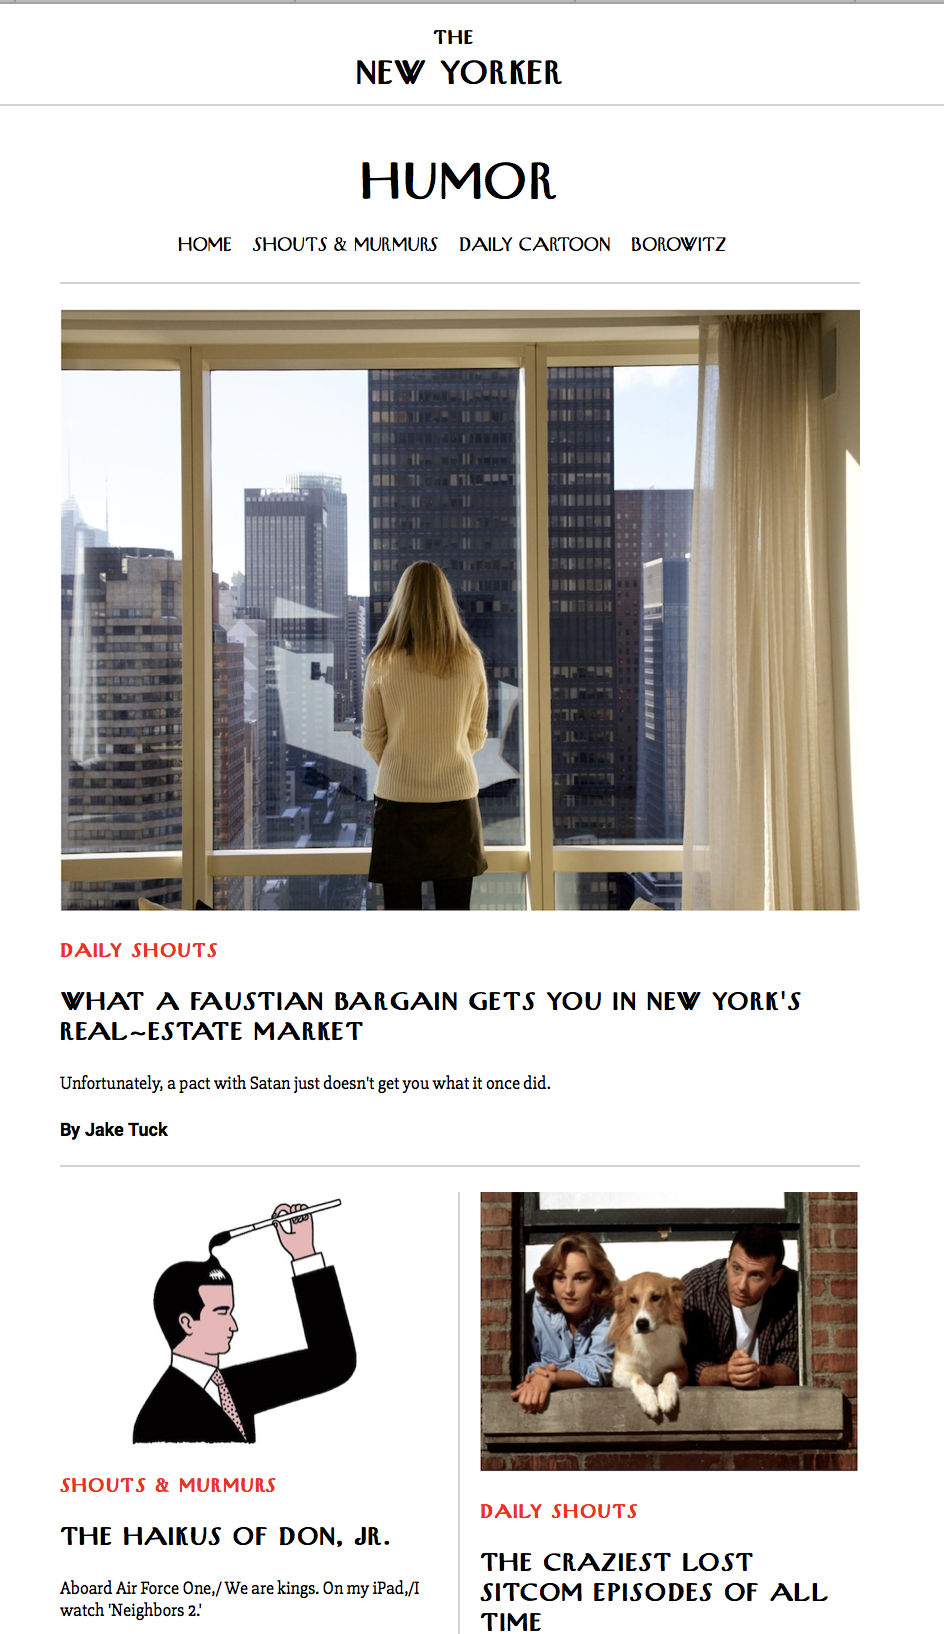 THE
NEW YORKER
HUMOR
HOME SHOUTS & MURMURS DAILY CARTOON BOROWITZ
DAILY SHOUTS
WHAT A FAUSTIAN BARGAIN GETS YOU IN NEW YORK'S
REAL~ESTATE MARKET
Unfortunately, a pact with Satan just doesn't get you what it once did.
By Jake Tuck
SHOUTS & MURMURS
THE HAIKUS OF DON, JR.
Aboard Air Force One,/ We are kings. On my iPad,/I
watch 'Neighbors 2.'
DAILY SHOUTS
THE CRAZIEST LOST
SITCOM EPISODES OF ALL
TIME